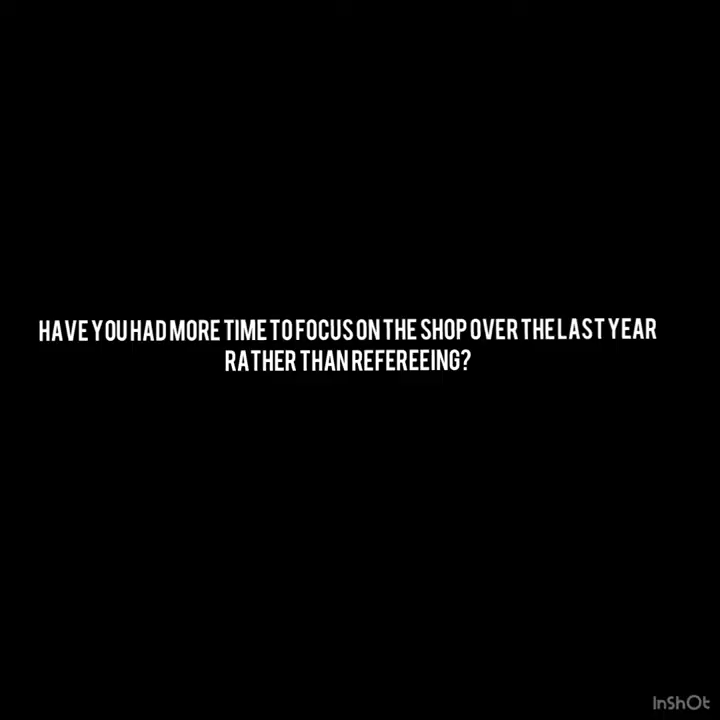 HAVE YOU HAD MORE TIME TO FOCUS ON THE SHOP OVER THE LAST YEAR
RATHER THAN REFEREEING?
InShOt